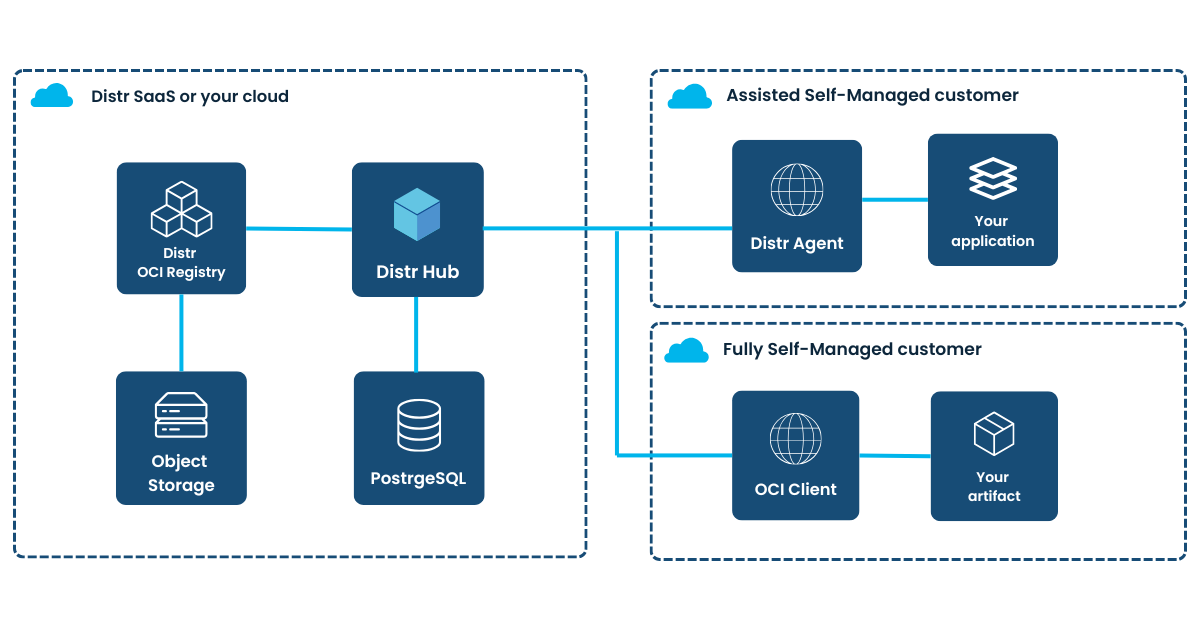 Distr SaaS or your cloud
Distr
OCI Registry
Distr Hub
Object
Storage
PostrgeSQL
Assisted Self-Managed customer
Distr Agent
Your
application
Fully Self-Managed customer
OCI Client
Your
artifact